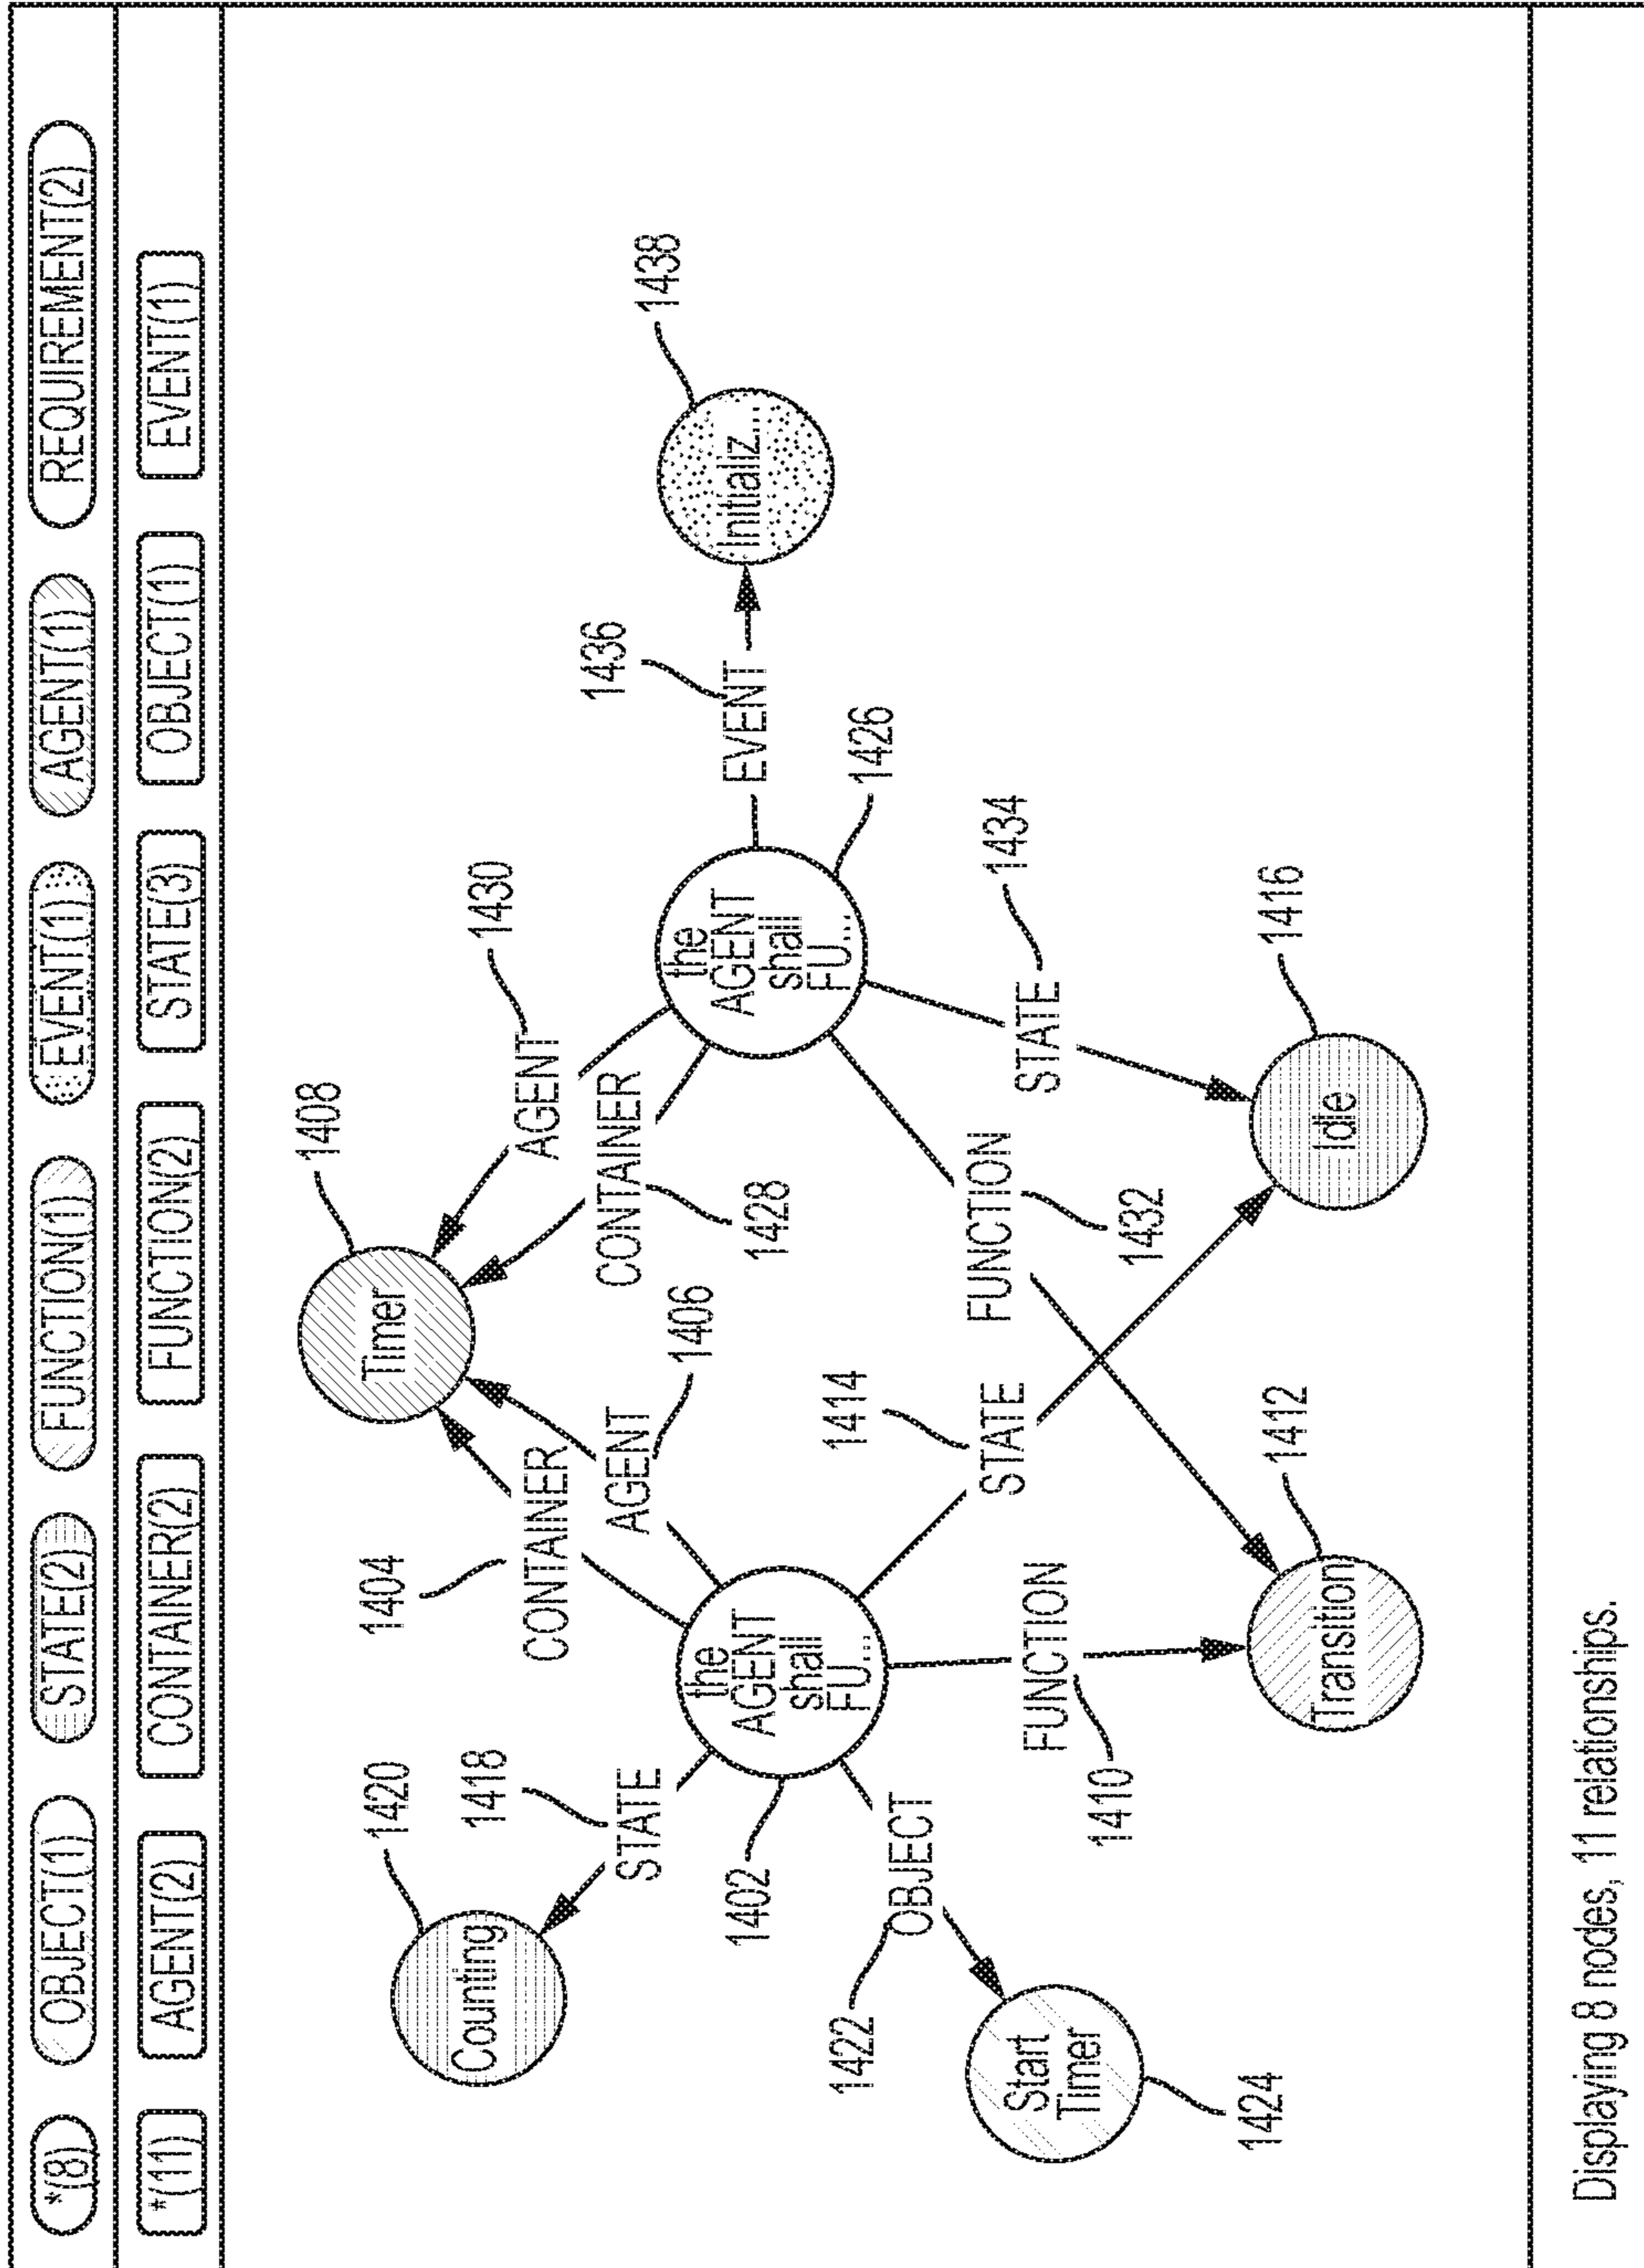 *(8) OBJECT(1) STATE(2) FUNCTION(1) EVENT(1) AGENT(1) REQUIREMENT(2)
*(11) AGENT(2) CONTAINER(2) FUNCTION(2) STATE(3) OBJECT(1) EVENT(1)
1408
Timer
1420
Counting
1404
CONTAINER
1430
AGENT
1418
STATE
AGENT
1406
CONTAINER
1428
1436
EVENT
1438
Initializ...
1402
the
AGENT
shall
FU...
the
AGENT
shall
FU...
1426
1422
OBJECT
1414
STATE
FUNCTION
1432
STATE
1434
Start
Timer
1424
FUNCTION
1410
1412
Transition
Idle
1416
Displaying 8 nodes, 11 relationships.